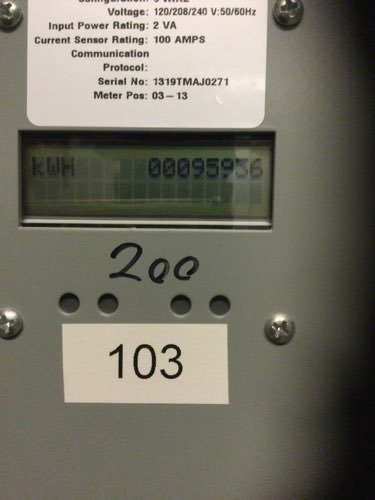 Voltage: 120/208/240 V:50/60Hz
Input Power Rating: 2 VA
Current Sensor Rating: 100 AMPS
Communication
Protocol:
Serial No: 1319TMAJ0271
Meter Pos: 03-13
kWH 00095936
200
103